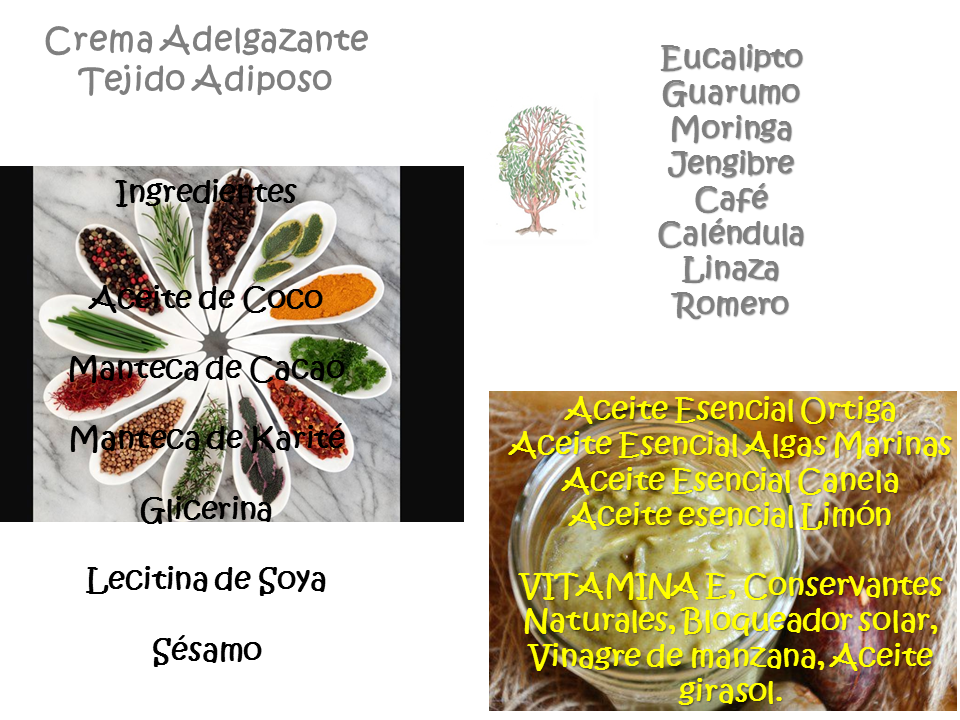 Crema Adelgazante
Tejido Adiposo
Ingredientes
Aceite de Coco
Manteca de Cacao
Manteca de Karité
Glicerina
Lecitina de Soya
Sésamo
Eucalipto
Guarumo
Moringa
Jengibre
Café
Caléndula
Linaza
Romero
Aceite Esencial Ortiga
Aceite Esencial Algas Marinas
Aceite Esencial Canela
Aceite esencial Limón
VITAMINA E, Conservantes
Naturales, Bloqueador solar,
Vinagre de manzana, Aceite
girasol.